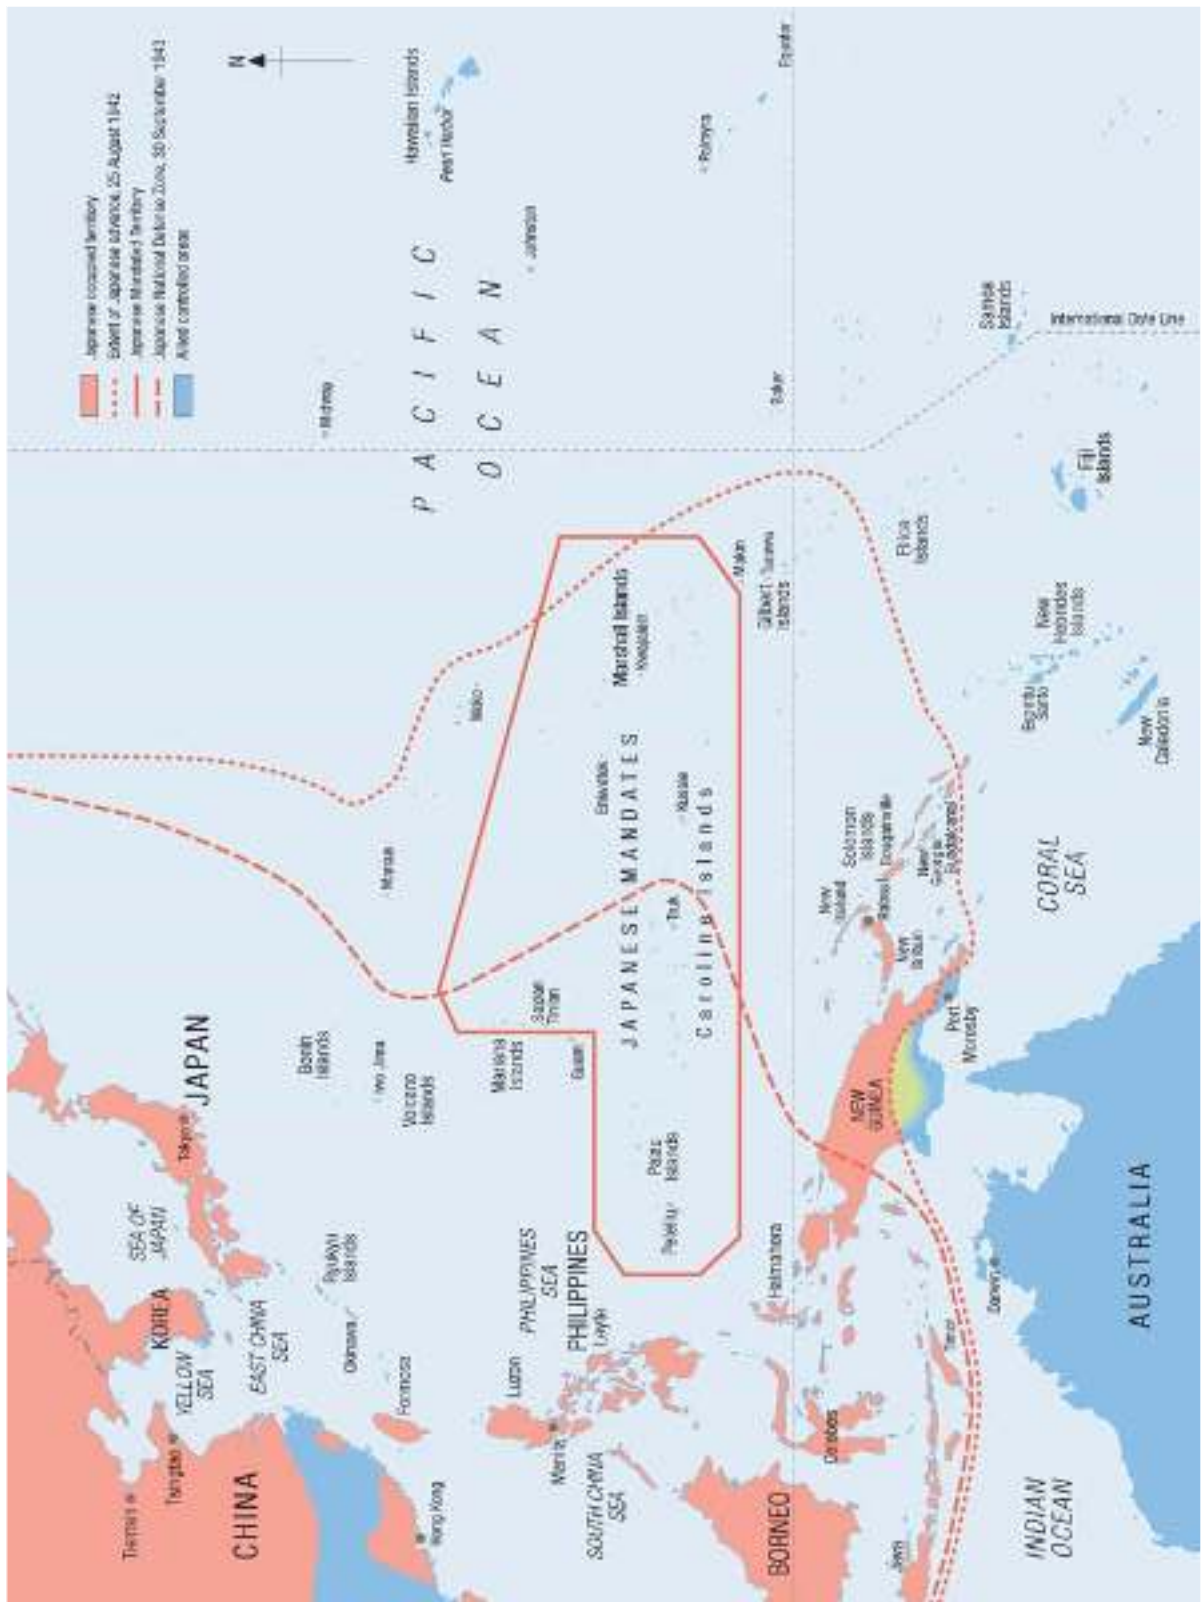 Japanese occupied territory
Extent of Japanese advance, 25 August 1942
Japanese Mandated Territory
Japanese National Defense Zone, 30 September 1943
Allied controlled areas
N
Tientsin
Tsingtao
CHINA
KOREA
YELLOW
SEA
SEA OF
JAPAN
Tokyo
JAPAN
EAST CHINA
SEA
Okinawa
Ryukyu
Islands
Bonin
Islands
Iwo Jima
Volcano
Islands
Marcus
Midway
Hawaiian Islands
Pearl Harbor
PACIFIC
OCEAN
Johnston
Hong Kong
Formosa
Luzon
Manila
PHILIPPINES
SEA
PHILIPPINES
Leyte
SOUTH CHINA
SEA
Mariana
Islands
Saipan
Tinian
Guam
Eniwetok
JAPANESE MANDATES
Marshall Islands
Kwajalein
Palau
Islands
Peleliu
Truk
Kusaie
Caroline Islands
Makin
Gilbert
Islands
Tarawa
Palmyra
Baker
BORNEO
Halmahera
Celebes
Java
Timor
NEW
GUINEA
New
Ireland
Rabaul
New
Britain
Solomon
Islands
Bougainville
New
Georgia
Guadalcanal
Port
Moresby
Ellice
Islands
Samoa
Islands
International Date Line
Espiritu
Santo
New
Hebrides
Islands
Fiji
Islands
New
Caledonia
CORAL
SEA
Darwin
AUSTRALIA
INDIAN
OCEAN